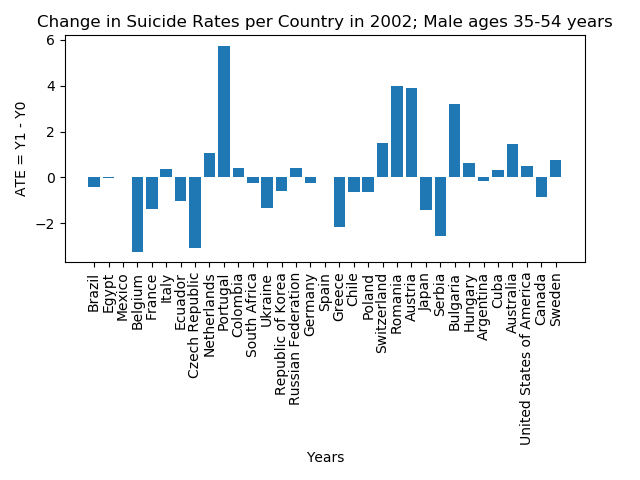 Change in Suicide Rates per Country in 2002; Male ages 35-54 years
ATE = Y1 - Y0
6
4
2
0
−2
Brazil
Egypt
Mexico
Belgium
France
Italy
Ecuador
Czech Republic
Netherlands
Portugal
Colombia
South Africa
Ukraine
Republic of Korea
Russian Federation
Germany
Spain
Greece
Chile
Poland
Switzerland
Romania
Austria
Japan
Serbia
Bulgaria
Hungary
Argentina
Cuba
Australia
United States of America
Canada
Sweden
Years